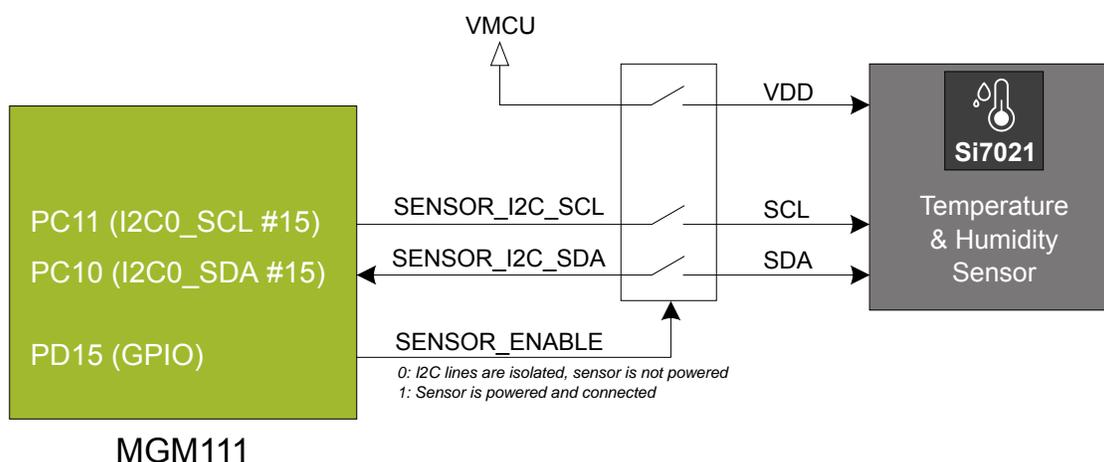 VMCU
VDD
Si7021
PC11 (I2C0_SCL #15)
SENSOR_I2C_SCL
SCL
Temperature
& Humidity
Sensor
PC10 (I2C0_SDA #15)
SENSOR_I2C_SDA
SDA
PD15 (GPIO)
SENSOR_ENABLE
0: I2C lines are isolated, sensor is not powered
1: Sensor is powered and connected
MGM111